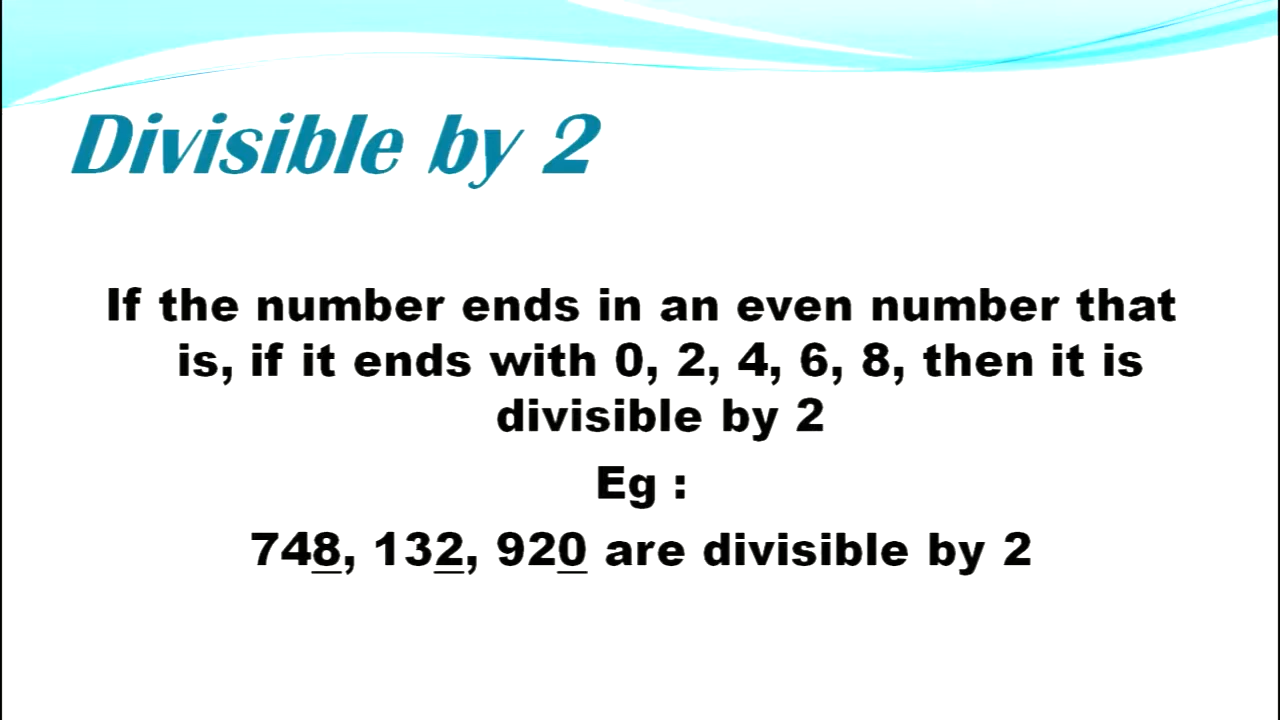 Divisible by 2
If the number ends in an even number that
is, if it ends with 0, 2, 4, 6, 8, then it is
divisible by 2
Eg :
748, 132, 920 are divisible by 2